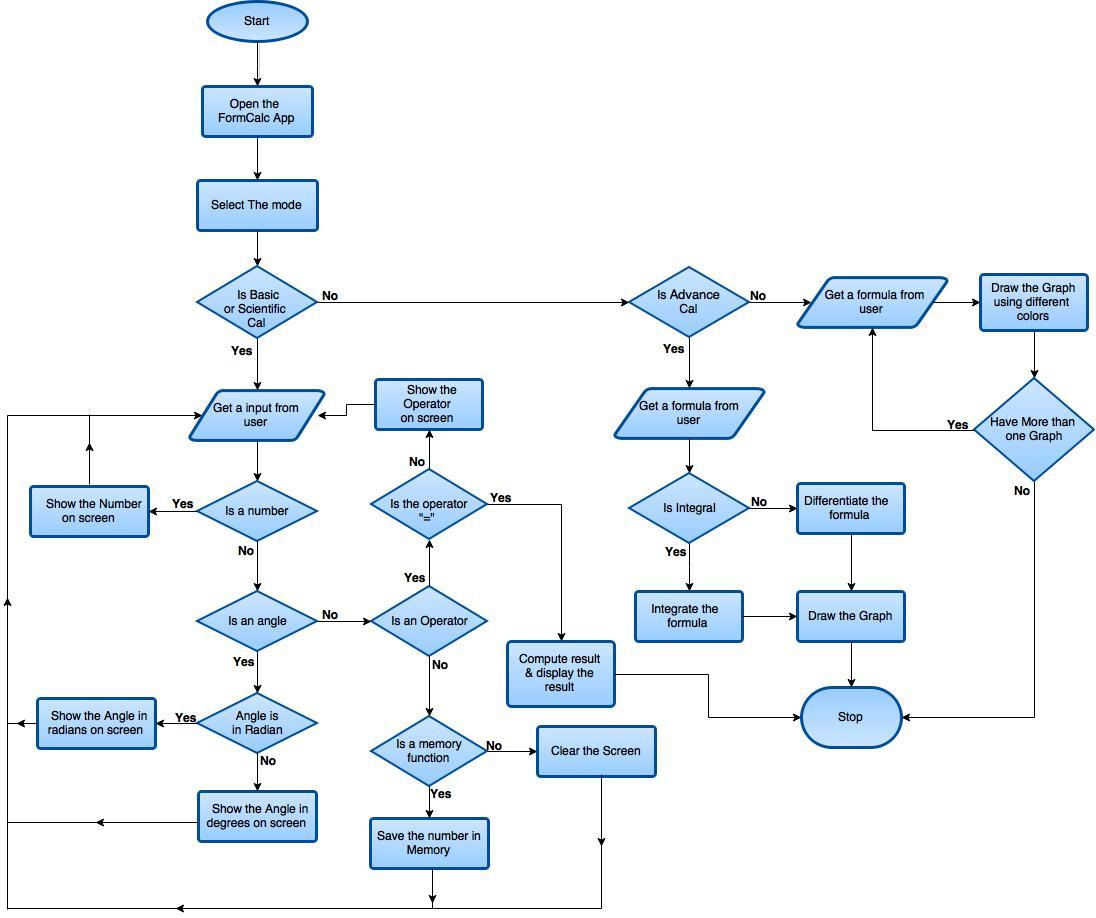 Start
Open the
FormCalc App
Select The mode
Is Basic
or Scientific
Cal
No
Is Advance
Cal
No
Get a formula from
user
Draw the Graph
using different
colors
Yes
Yes
Get a input from
user
Show the
Operator
on screen
Get a formula from
user
Yes
Have More than
one Graph
No
No
Show the Number
on screen
Yes
Is a number
Is the operator
"="
Yes
Is Integral
No
Differentiate the
formula
No
Yes
Yes
Is an angle
No
Is an Operator
Integrate the
formula
Draw the Graph
Yes
No
Compute result
& display the
result
Show the Angle in
radians on screen
Yes
Angle is
in Radian
Stop
No
Is a memory
function
No
Clear the Screen
Yes
Show the Angle in
degrees on screen
Save the number in
Memory